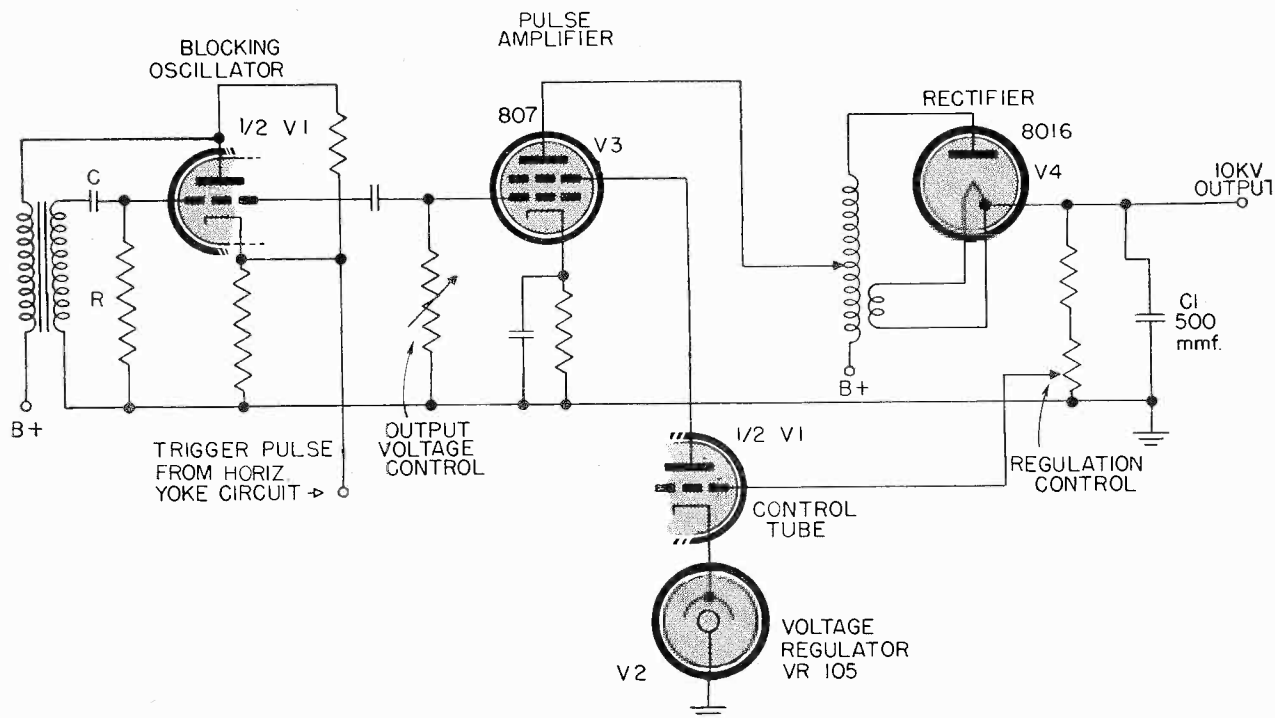 BLOCKING
OSCILLATOR
1/2 V1
C
R
B+
TRIGGER PULSE
FROM HORIZ
YOKE CIRCUIT →
PULSE
AMPLIFIER
807
V3
OUTPUT
VOLTAGE
CONTROL
RECTIFIER
8016
V4
10KV
OUTPUT
C1
500
mmf.
B+
REGULATION
CONTROL
1/2 V1
CONTROL
TUBE
V2
VOLTAGE
REGULATOR
VR 105